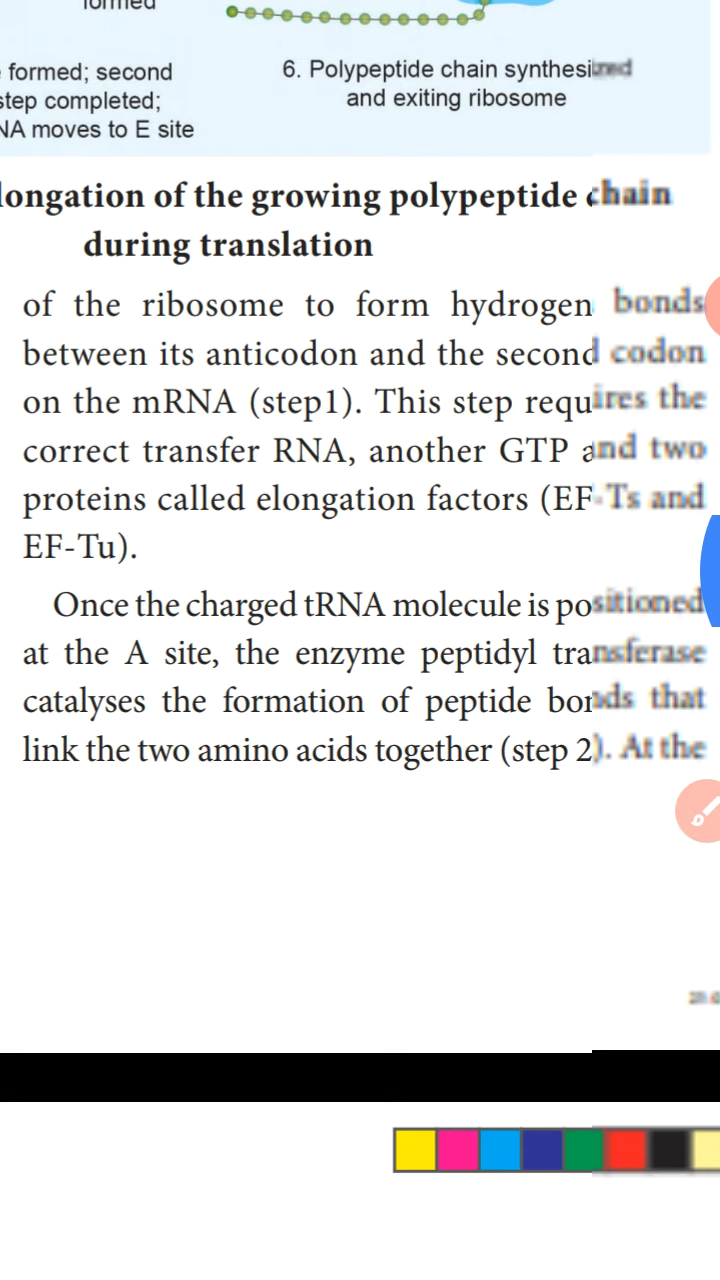 formed
formed; second
step completed;
NA moves to E site
6. Polypeptide chain synthesized
and exiting ribosome
longation of the growing polypeptide chain
during translation
of the ribosome to form hydrogen bonds
between its anticodon and the second codon
on the mRNA (step1). This step requires the
correct transfer RNA, another GTP and two
proteins called elongation factors (EF-Ts and
EF-Tu).
Once the charged tRNA molecule is positioned
at the A site, the enzyme peptidyl transferase
catalyses the formation of peptide bonds that
link the two amino acids together (step 2). At the